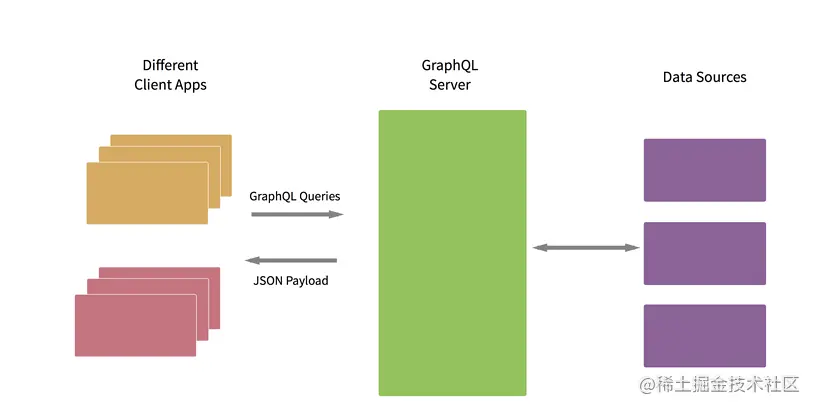 Different
Client Apps
GraphQL
Server
Data Sources
GraphQL Queries
JSON Payload
@稀土掘金技术社区